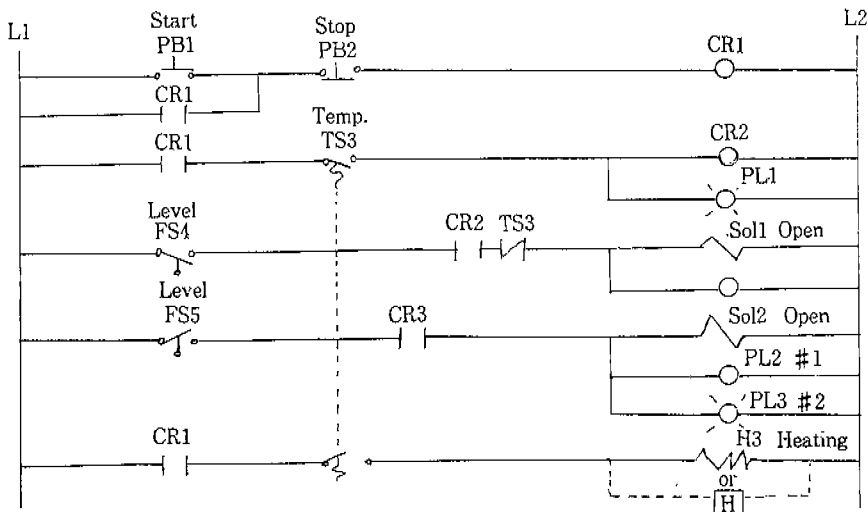 L1
L2
Start
PB1
Stop
PB2
CR1
CR1
Temp.
TS3
CR1
CR2
PL1
Level
FS4
CR2 TS3
Sol1 Open
Level
FS5
CR3
Sol2 Open
PL2 #1
PL3 #2
CR1
H3 Heating
or
H